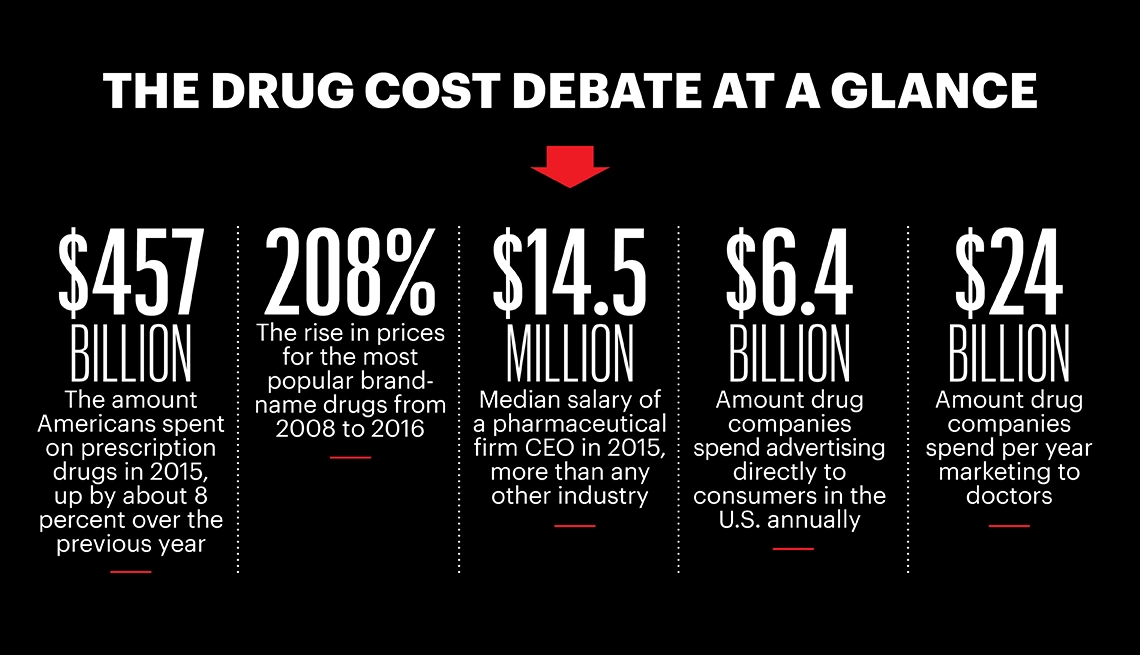 THE DRUG COST DEBATE AT A GLANCE
$457
BILLION
The amount
Americans spent
on prescription
drugs in 2015,
up by about 8
percent over the
previous year
208%
The rise in prices
for the most
popular brand-
name drugs from
2008 to 2016
$14.5
MILLION
Median salary of
a pharmaceutical
firm CEO in 2015,
more than any
other industry
$6.4
BILLION
Amount drug
companies
spend advertising
directly to
consumers in the
U.S. annually
$24
BILLION
Amount drug
companies
spend per year
marketing to
doctors